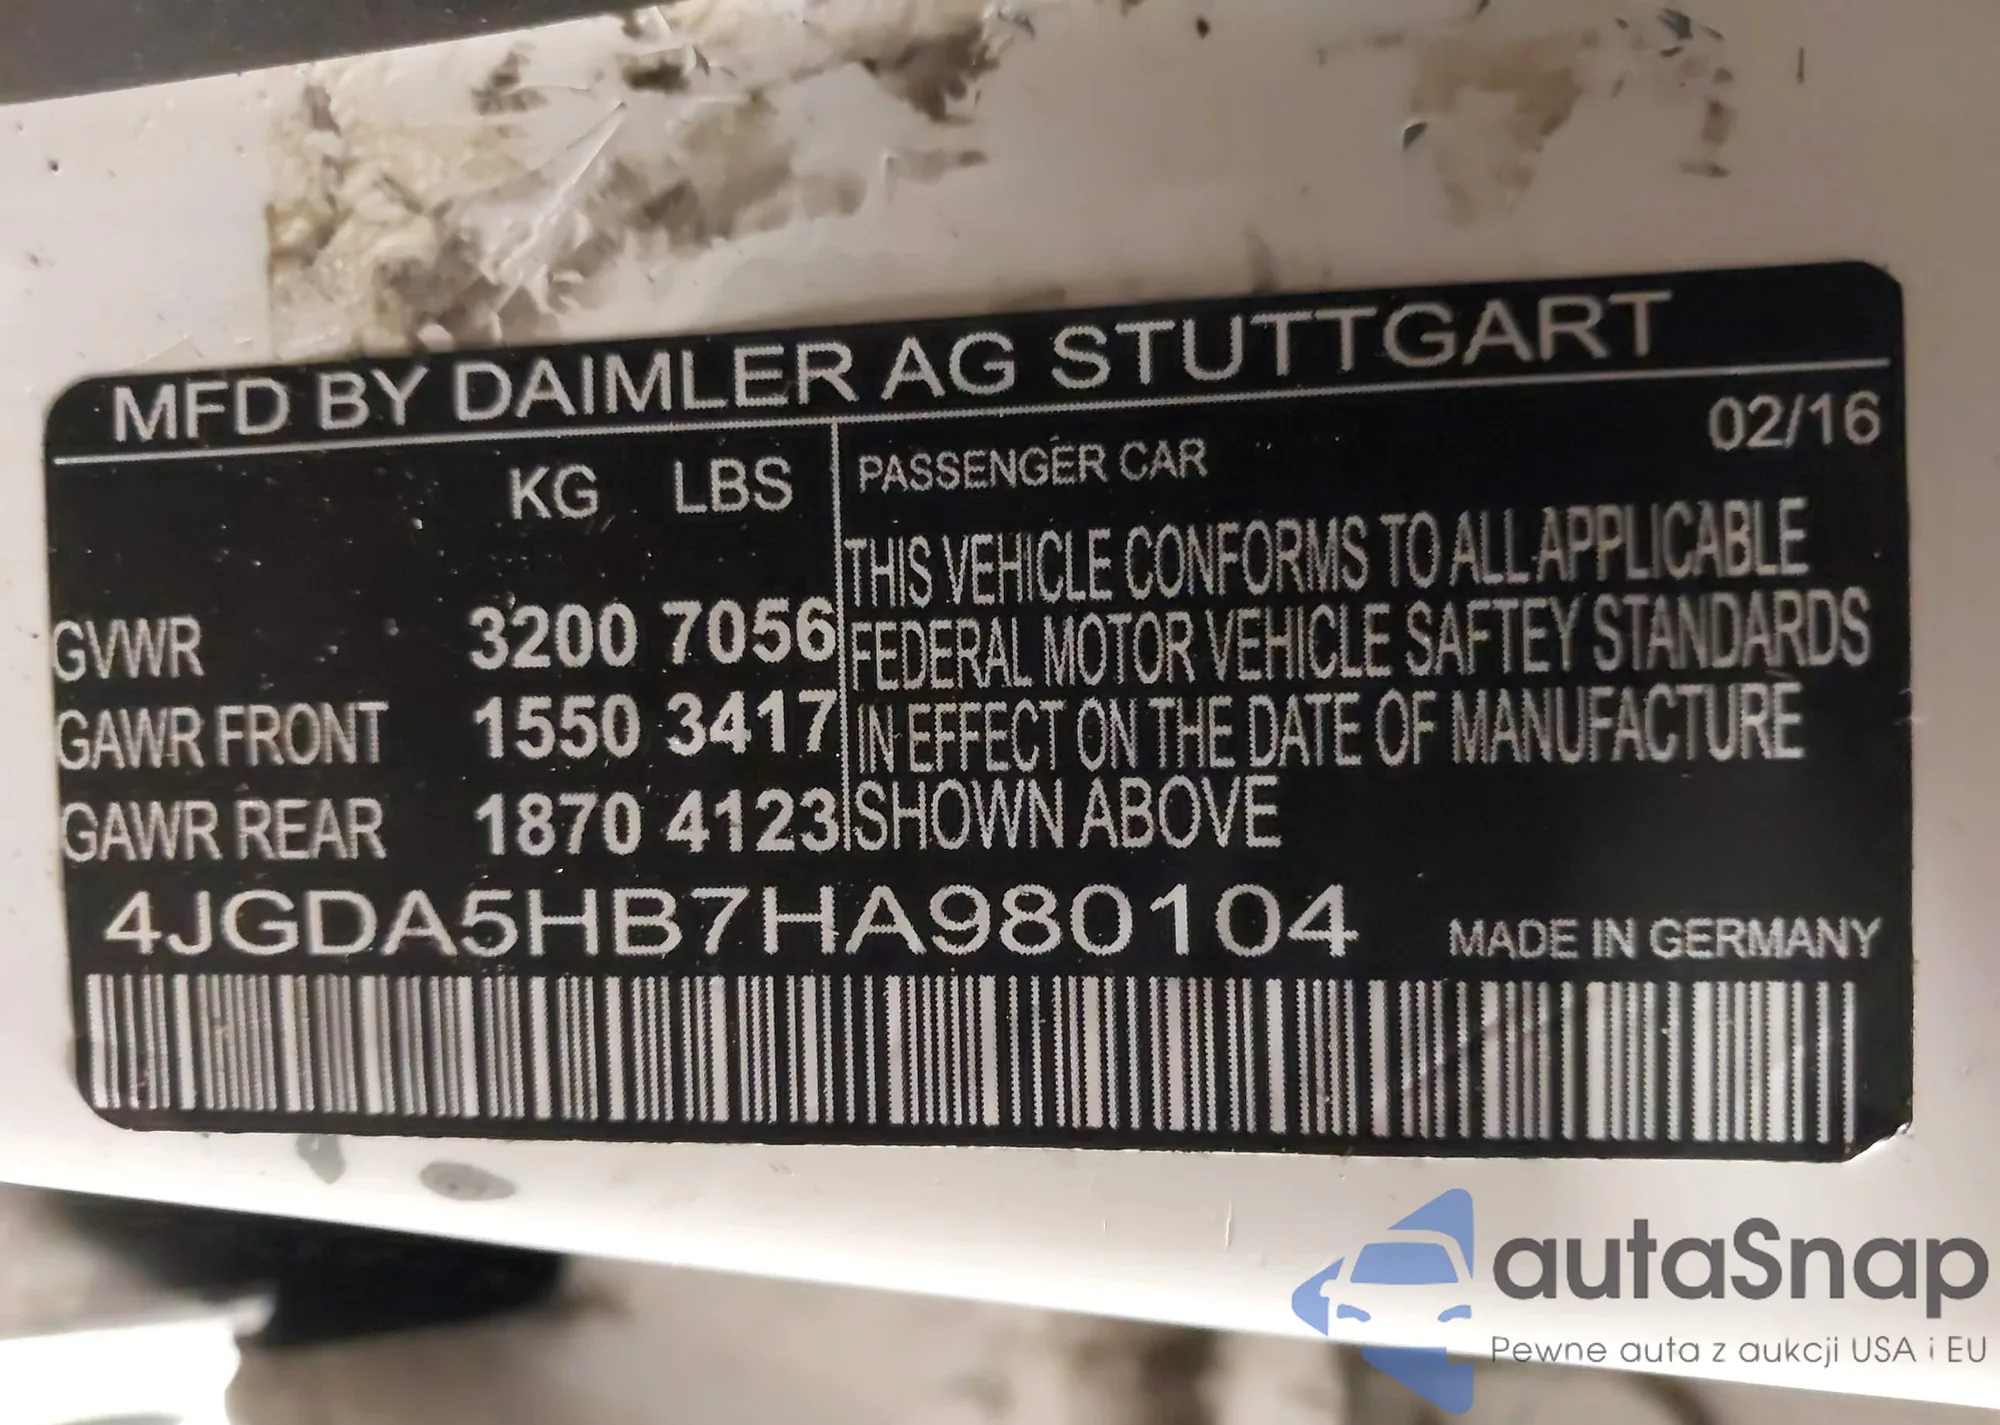 MFD BY DAIMLER AG STUTTGART
02/16
KG LBS
GVWR 3200 7056
GAWR FRONT 1550 3417
GAWR REAR 1870 4123
PASSENGER CAR
THIS VEHICLE CONFORMS TO ALL APPLICABLE
FEDERAL MOTOR VEHICLE SAFTEY STANDARDS
IN EFFECT ON THE DATE OF MANUFACTURE
SHOWN ABOVE
4JGDA5HB7HA980104
MADE IN GERMANY
autaSnap
Pewne auta z aukcji USA i EU